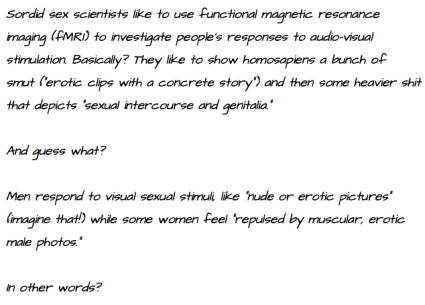 Sordid sex scientists like to use functional magnetic resonance
imaging (fMRI) to investigate people's responses to audio-visual
stimulation. Basically? They like to show homosapiens a bunch of
smut ("erotic clips with a concrete story") and then some heavier shit
that depicts "sexual intercourse and genitalia."
And guess what?
Men respond to visual sexual stimuli, like "nude or erotic pictures"
(imagine that!) while some women feel "repulsed by muscular, erotic
male photos."
In other words?